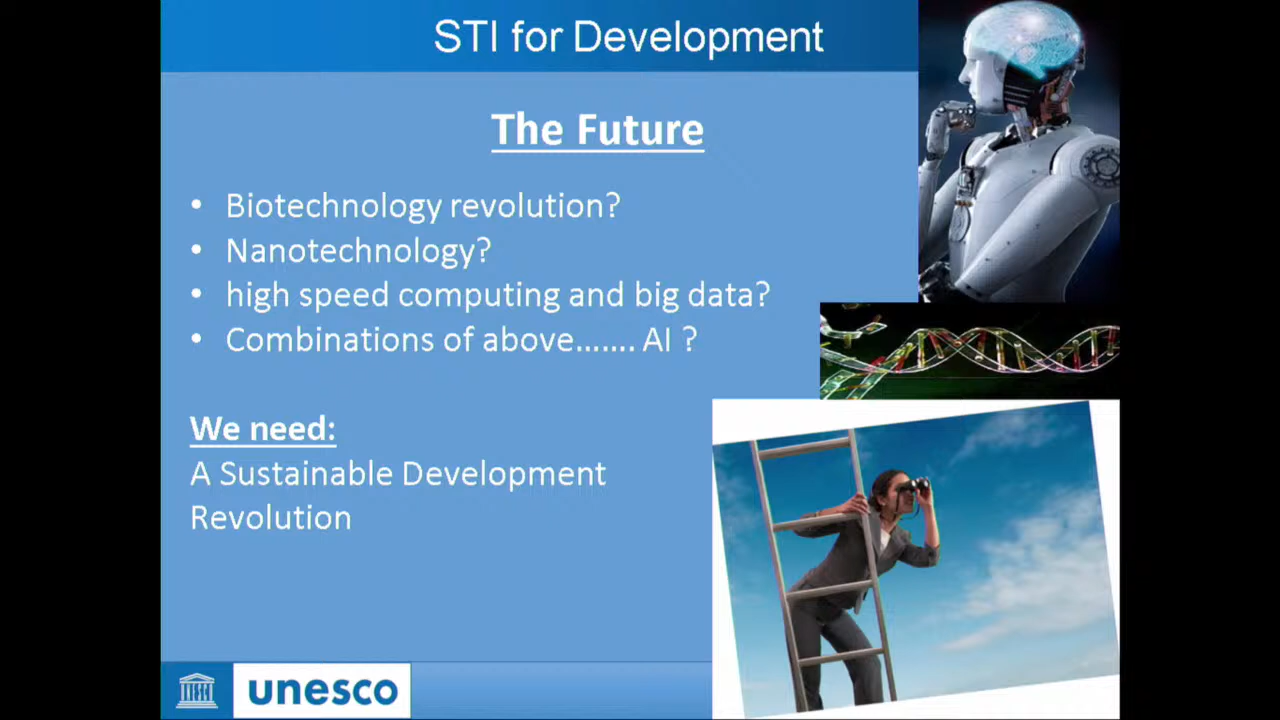 STI for Development
The Future
• Biotechnology revolution?
• Nanotechnology?
• high speed computing and big data?
• Combinations of above....... AI ?
We need:
A Sustainable Development
Revolution
unesco